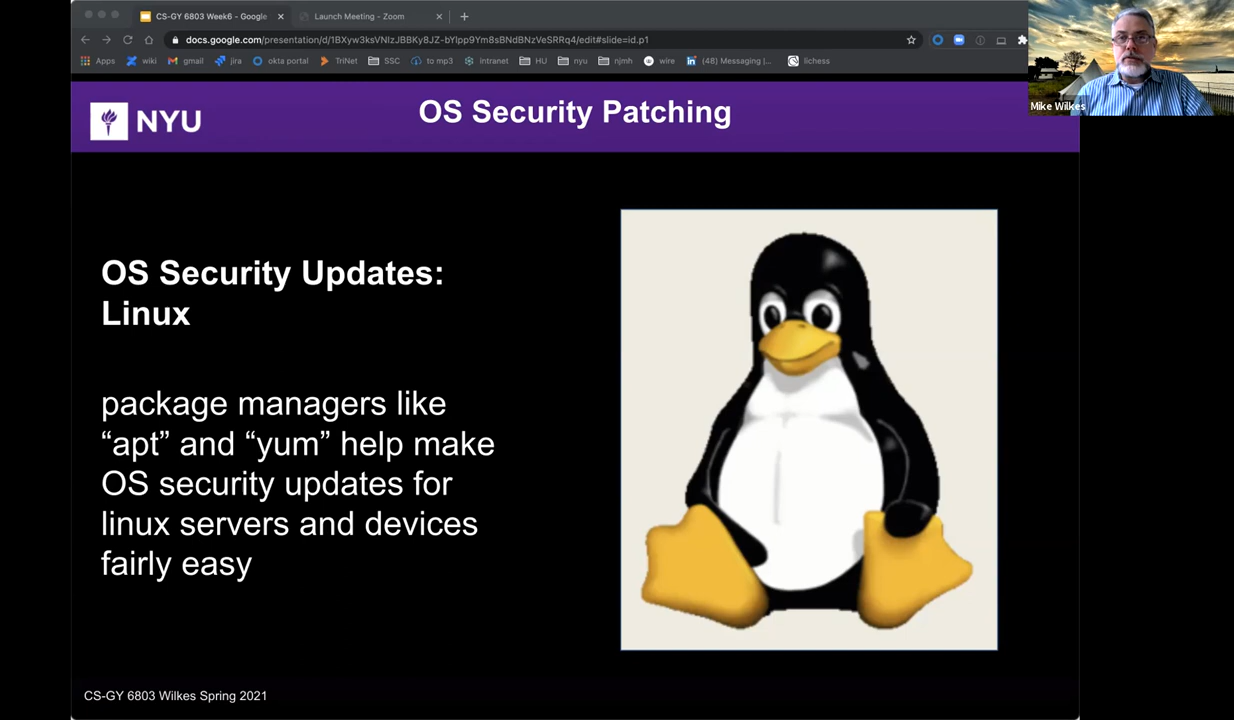 CS-GY 6803 Week6 - Google
Launch Meeting - Zoom
docs.google.com/presentation/d/1BXyw3ksVNIzJBBKy8JZ-bYlpp9Ym8sBNdBNzVeSRRq4/edit#slide=id.p1
Apps wiki gmail jira okta portal TriNet SSC to mp3 Intranet HU nyu njmh wire (48) Messaging |... lichess
Mike Wilkes
NYU
OS Security Patching
OS Security Updates:
Linux
package managers like
“apt” and “yum” help make
OS security updates for
linux servers and devices
fairly easy
CS-GY 6803 Wilkes Spring 2021